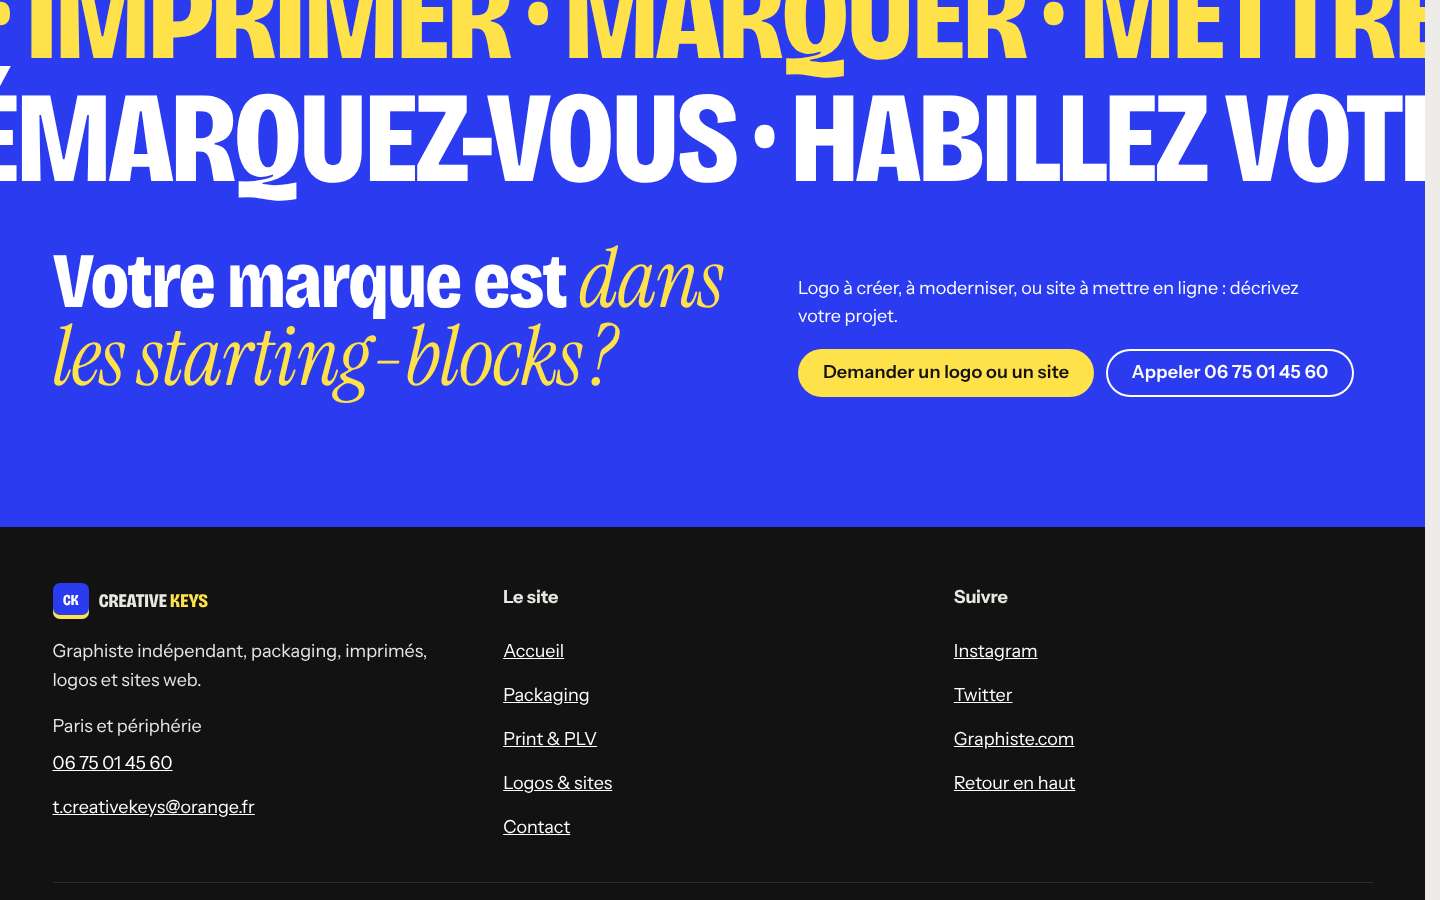 · IMPRIMER · MARQUER · METTRE
ÉMARQUEZ-VOUS · HABILLEZ VOT
Votre marque est dans
les starting-blocks ?
Logo à créer, à moderniser, ou site à mettre en ligne : décrivez
votre projet.
Demander un logo ou un site
Appeler 06 75 01 45 60
CK
CREATIVE KEYS
Graphiste indépendant, packaging, imprimés,
logos et sites web.
Paris et périphérie
06 75 01 45 60
t.creativekeys@orange.fr
Le site
Accueil
Packaging
Print & PLV
Logos & sites
Contact
Suivre
Instagram
Twitter
Graphiste.com
Retour en haut